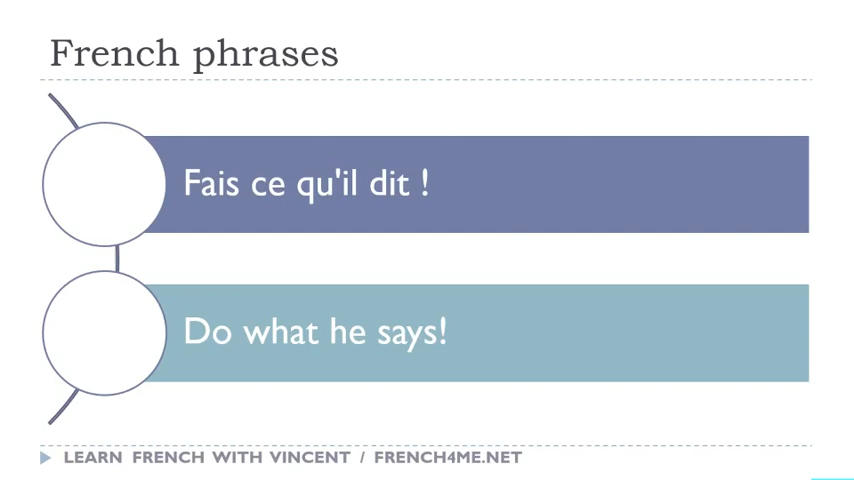 French phrases
Fais ce qu'il dit !
Do what he says!
LEARN FRENCH WITH VINCENT / FRENCH4ME.NET